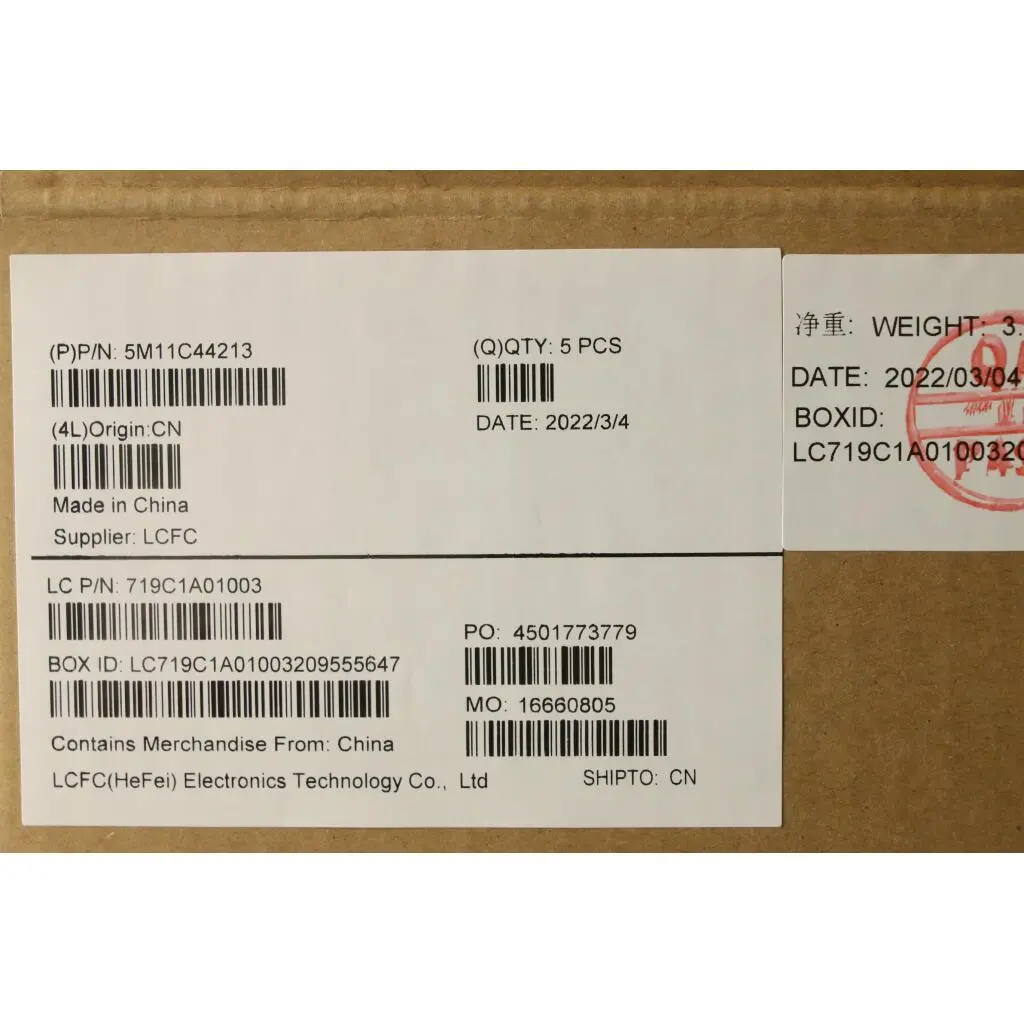 (P)P/N: 5M11C44213
(Q)QTY: 5 PCS
DATE: 2022/3/4
(4L)Origin:CN
Made in China
Supplier: LCFC
LC P/N: 719C1A01003
PO: 4501773779
BOX ID: LC719C1A01003209555647
MO: 16660805
Contains Merchandise From: China
LCFC(HeFei) Electronics Technology Co., Ltd
SHIPTO: CN
净重: WEIGHT: 3.
DATE: 2022/03/04
BOXID:
LC719C1A0100320